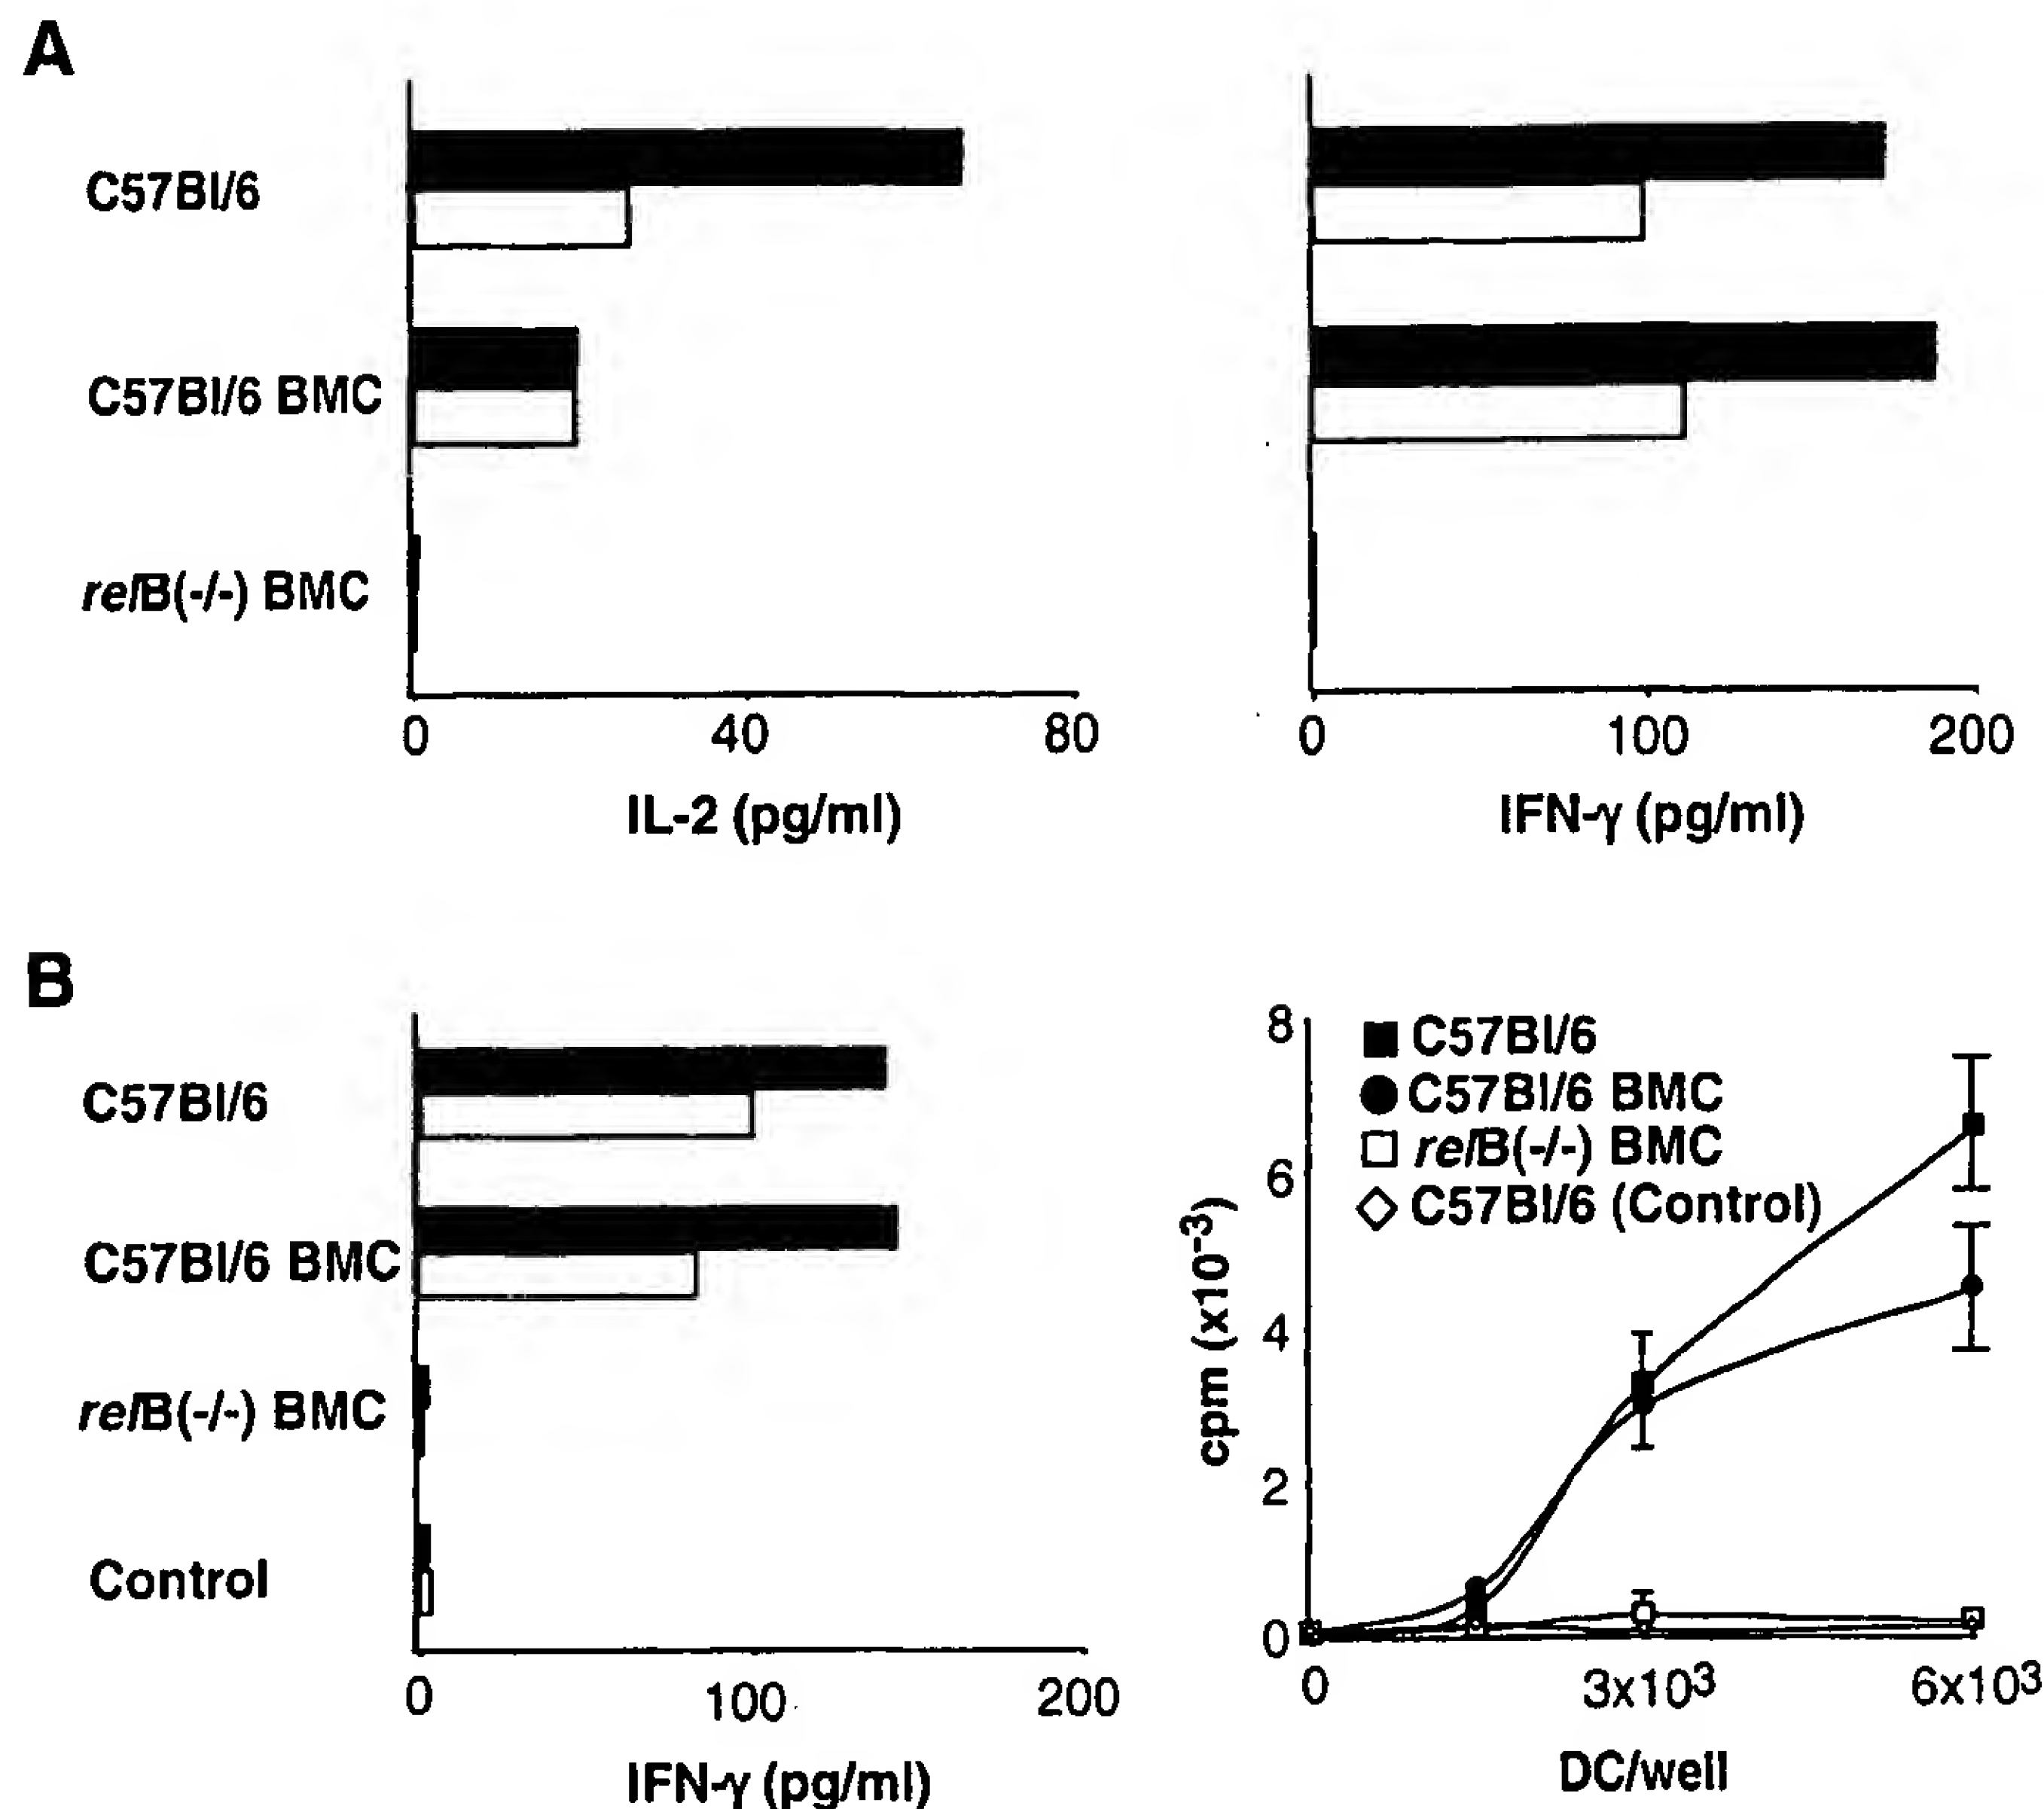 A
C57Bl/6
C57Bl/6 BMC
relB(-/-) BMC
0 40 80
IL-2 (pg/ml)
0 100 200
IFN-γ (pg/ml)
B
C57Bl/6
C57Bl/6 BMC
relB(-/-) BMC
Control
0 100 200
IFN-γ (pg/ml)
8
6
4
2
0
cpm (x10⁻³)
C57Bl/6
C57Bl/6 BMC
relB(-/-) BMC
C57Bl/6 (Control)
0 3x10³ 6x10³
DC/well